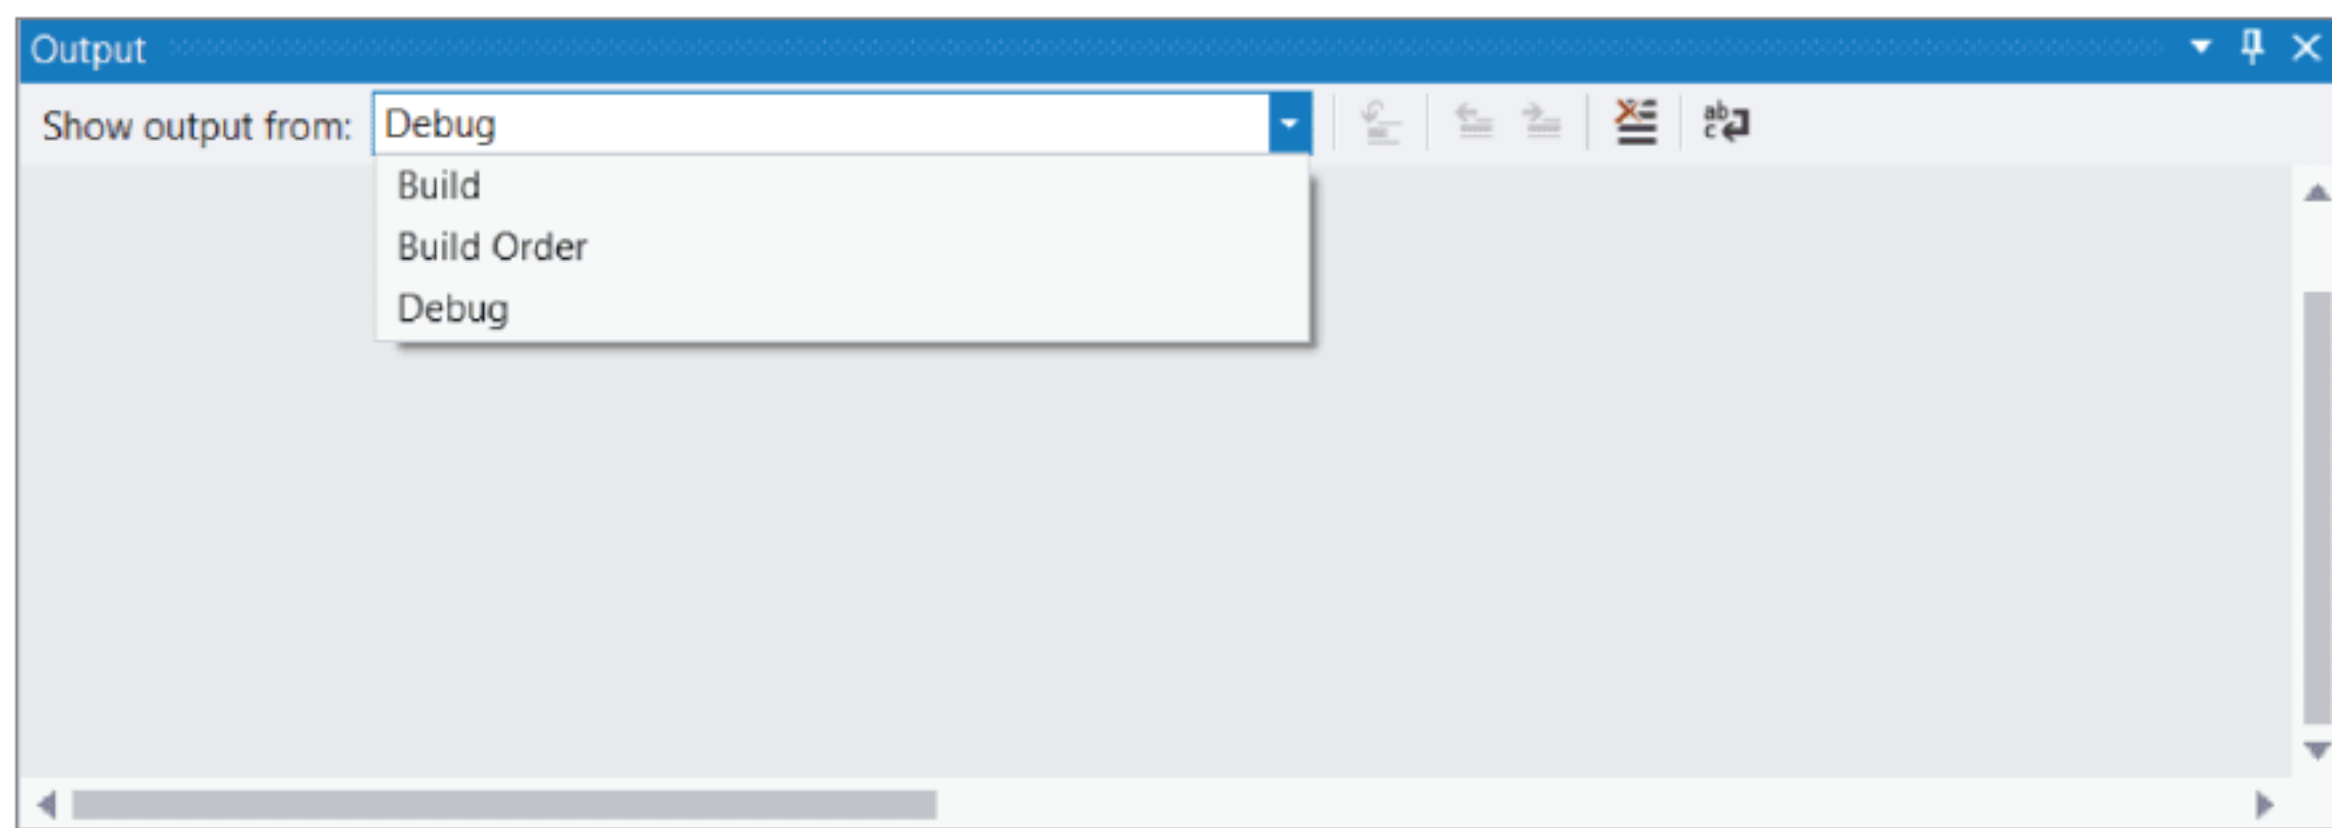 Output
Show output from: Debug
Build
Build Order
Debug